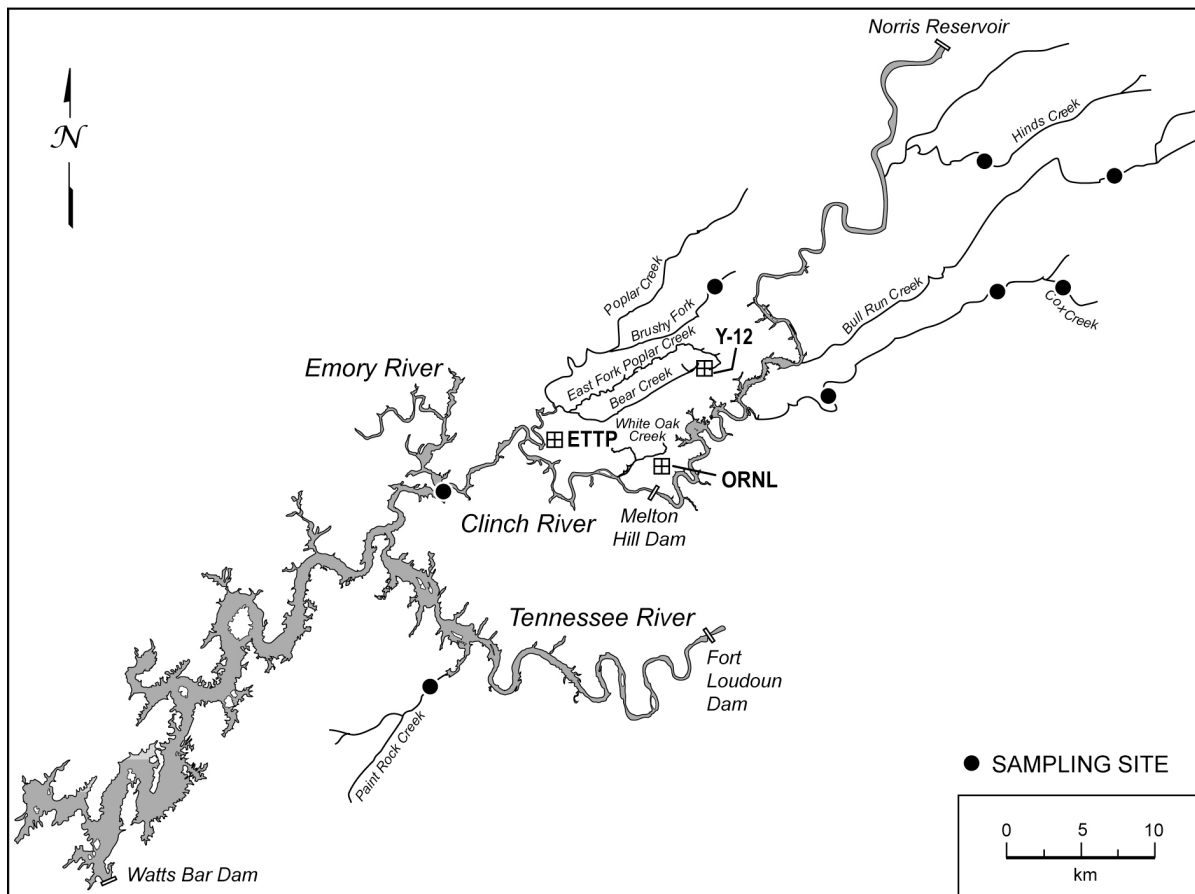 Norris Reservoir
N
Hinds Creek
Poplar Creek
Brushy Fork
Bull Run Creek
Cox Creek
Y-12
East Fork Poplar Creek
Emory River
Bear Creek
White Oak
Creek
ETTP
ORNL
Clinch River
Melton
Hill Dam
Tennessee River
Fort
Loudoun
Dam
Paint Rock Creek
SAMPLING SITE
0 5 10
km
Watts Bar Dam